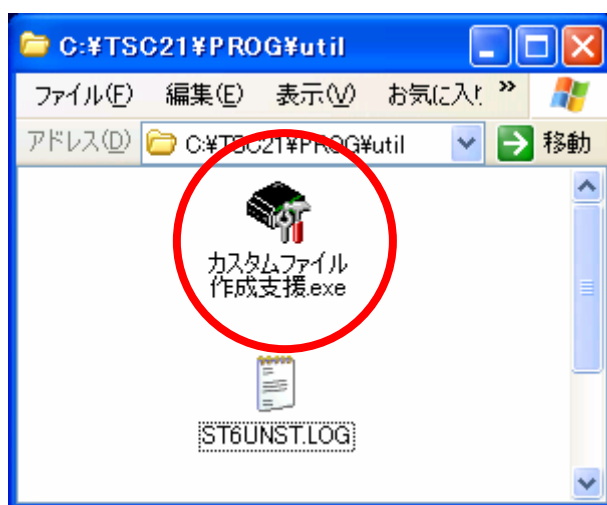 C:¥TSC21¥PROG¥util
ファイル(F) 編集(E) 表示(V) お気に入り »
アドレス(D) C:¥TSC21¥PROG¥util 移動
カスタムファイル
作成支援.exe
ST6UNST.LOG